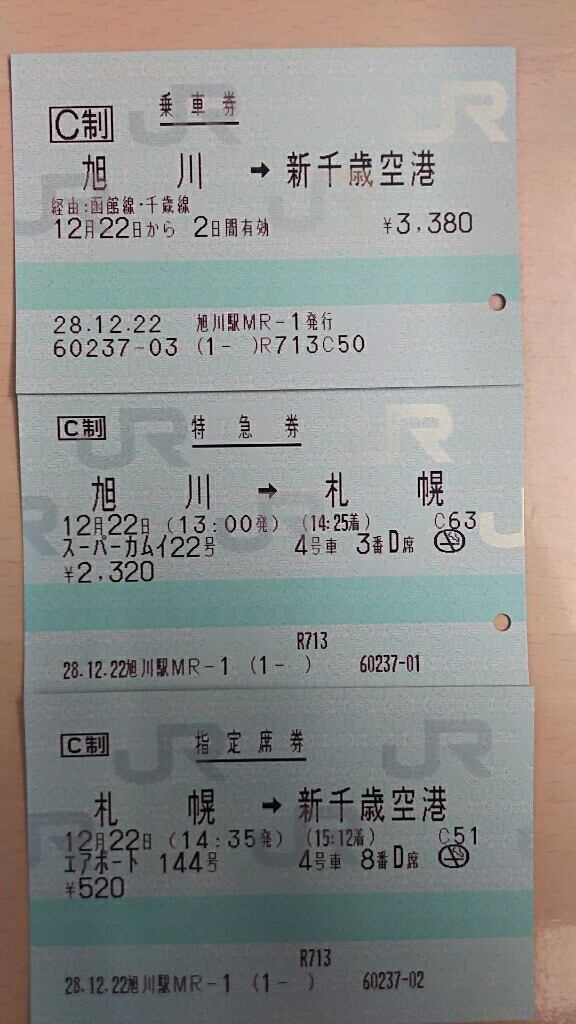 乗車券
C制
旭川 → 新千歳空港
経由:函館線・千歳線
12月22日から 2日間有効 ¥3,380
28.12.22 旭川駅MR-1発行
60237-03 (1- )R713C50
C制 特急券
旭川 → 札幌
12月22日 (13:00発) (14:25着) C63
スーパーカムイ22号 4号車 3番D席
¥2,320
R713
28.12.22旭川駅MR-1 (1- ) 60237-01
C制 指定席券
札幌 → 新千歳空港
12月22日 (14:35発) (15:12着) C51
エアポート 144号 4号車 8番D席
¥520
R713
28.12.22旭川駅MR-1 (1- ) 60237-02